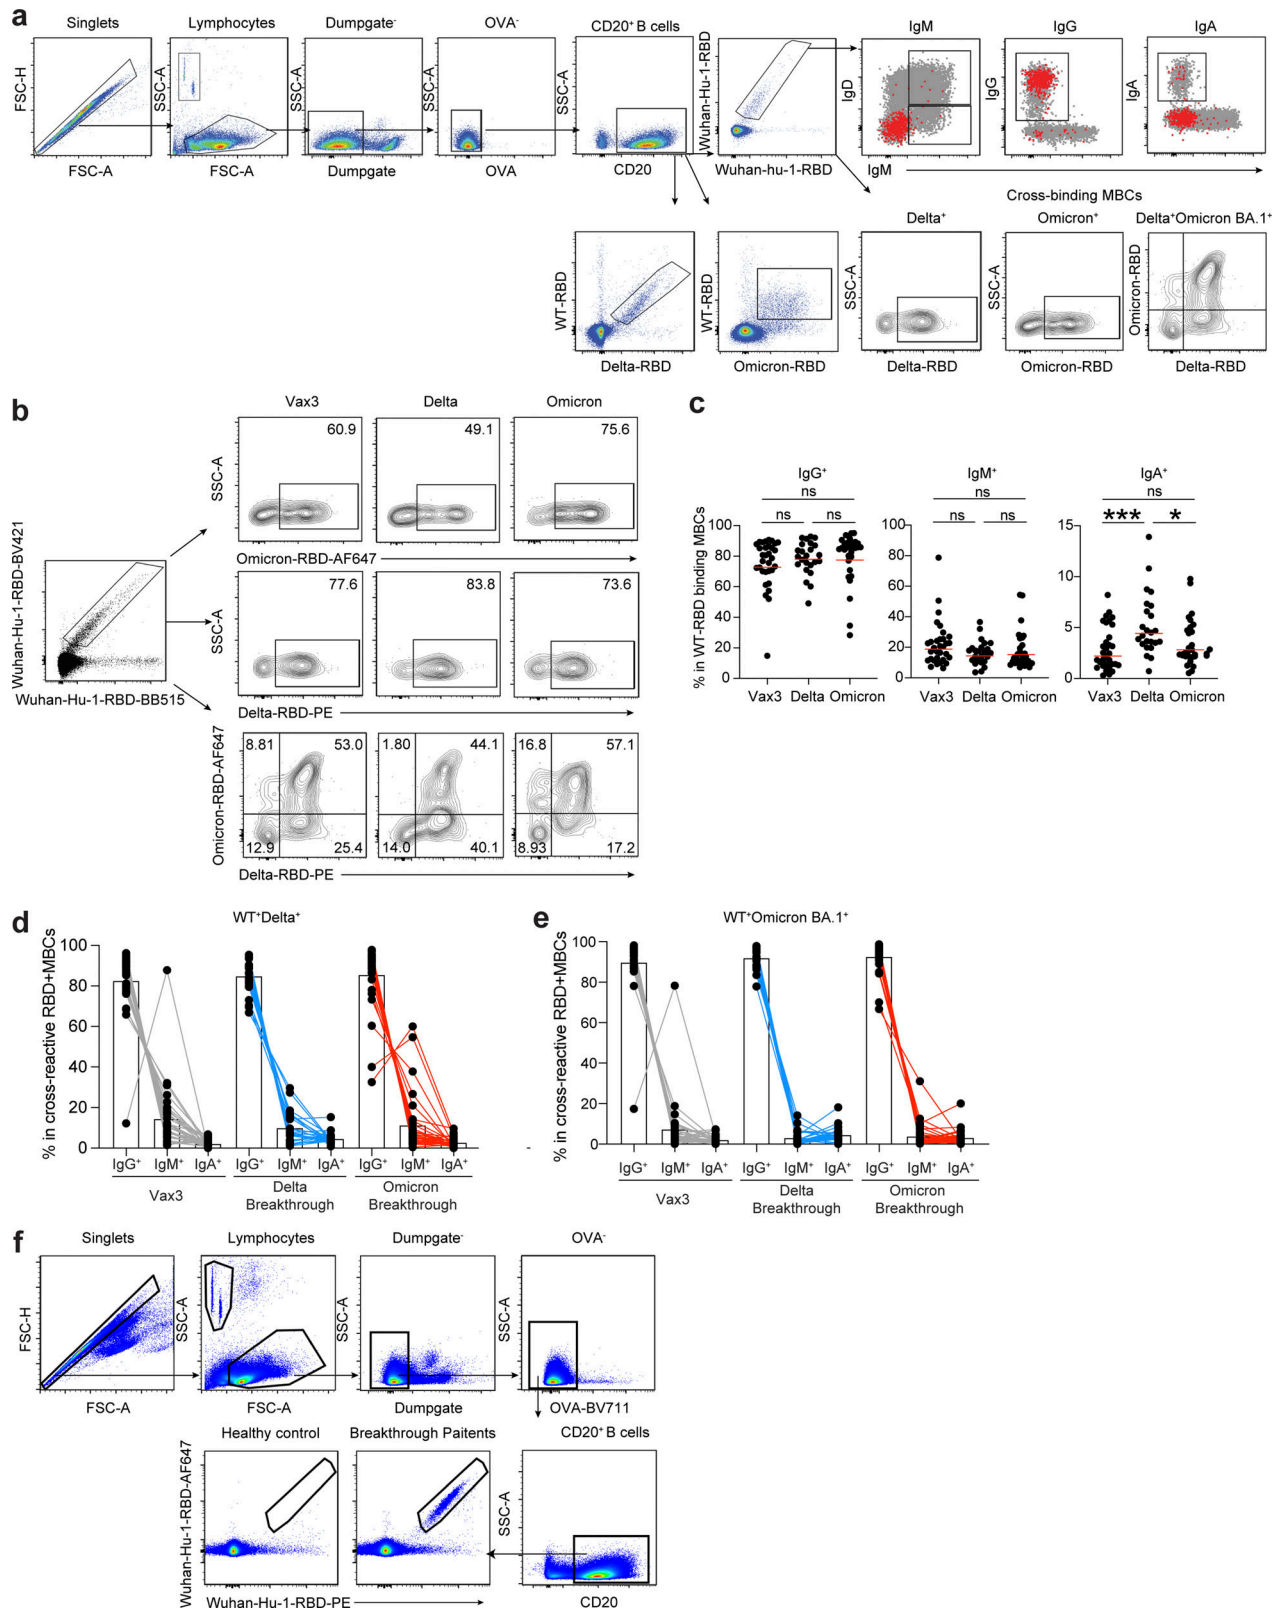 a
Singlets
Lymphocytes
Dumpgate⁻
OVA⁻
CD20⁺ B cells
IgM
IgG
IgA
FSC-H
SSC-A
SSC-A
SSC-A
SSC-A
Wuhan-Hu-1-RBD
IgD
IgG
IgA
FSC-A
FSC-A
Dumpgate
OVA
CD20
Wuhan-hu-1-RBD
IgM
Cross-binding MBCs
Delta⁺
Omicron⁺
Delta⁺Omicron BA.1⁺
WT-RBD
WT-RBD
SSC-A
SSC-A
Omicron-RBD
Delta-RBD
Omicron-RBD
Delta-RBD
Omicron-RBD
Delta-RBD
b
Vax3
Delta
Omicron
60.9
49.1
75.6
SSC-A
Omicron-RBD-AF647
Wuhan-Hu-1-RBD-BV421
Wuhan-Hu-1-RBD-BB515
77.6
83.8
73.6
SSC-A
Delta-RBD-PE
Omicron-RBD-AF647
8.81
53.0
1.80
44.1
16.8
57.1
12.9
25.4
14.0
40.1
8.93
17.2
Delta-RBD-PE
c
IgG⁺
IgM⁺
IgA⁺
ns
ns
ns
ns
ns
ns
ns
***
*
% in WT-RBD binding MBCs
100
80
60
40
20
0
100
80
60
40
20
0
15
10
5
0
Vax3
Delta
Omicron
Vax3
Delta
Omicron
Vax3
Delta
Omicron
d
WT⁺Delta⁺
% in cross-reactive RBD+MBCs
100
80
60
40
20
0
IgG⁺
IgM⁺
IgA⁺
IgG⁺
IgM⁺
IgA⁺
IgG⁺
IgM⁺
IgA⁺
Vax3
Delta
Breakthrough
Omicron
Breakthrough
e
WT⁺Omicron BA.1⁺
% in cross-reactive RBD+MBCs
100
80
60
40
20
0
IgG⁺
IgM⁺
IgA⁺
IgG⁺
IgM⁺
IgA⁺
IgG⁺
IgM⁺
IgA⁺
Vax3
Delta
Breakthrough
Omicron
Breakthrough
f
Singlets
Lymphocytes
Dumpgate⁻
OVA⁻
FSC-H
SSC-A
SSC-A
SSC-A
FSC-A
FSC-A
Dumpgate
OVA-BV711
Healthy control
Breakthrough Paitents
CD20⁺ B cells
Wuhan-Hu-1-RBD-AF647
SSC-A
Wuhan-Hu-1-RBD-PE
CD20